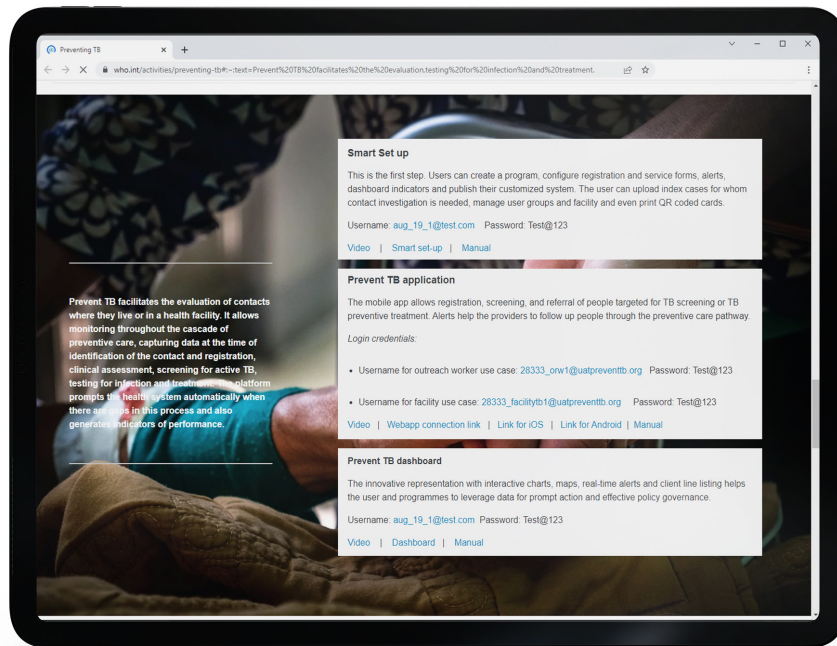 Preventing TB
who.int/activities/preventing-tb#:~:text=Prevent%20TB%20facilitates%20the%20evaluation,testing%20for%20infection%20and%20treatment.
Prevent TB facilitates the evaluation of contacts
where they live or in a health facility. It allows
monitoring throughout the cascade of
preventive care, capturing data at the time of
identification of the contact and registration,
clinical assessment, screening for active TB,
testing for infection and treatment. The platform
prompts the health system automatically when
there are gaps in this process and also
generates indicators of performance.
Smart Set up
This is the first step. Users can create a program, configure registration and service forms, alerts,
dashboard indicators and publish their customized system. The user can upload index cases for whom
contact investigation is needed, manage user groups and facility and even print QR coded cards.
Username: aug_19_1@test.com Password: Test@123
Video | Smart set-up | Manual
Prevent TB application
The mobile app allows registration, screening, and referral of people targeted for TB screening or TB
preventive treatment. Alerts help the providers to follow up people through the preventive care pathway.
Login credentials:
• Username for outreach worker use case: 28333_orw1@uatpreventtb.org Password: Test@123
• Username for facility use case: 28333_facilitytb1@uatpreventtb.org Password: Test@123
Video | Webapp connection link | Link for iOS | Link for Android | Manual
Prevent TB dashboard
The innovative representation with interactive charts, maps, real-time alerts and client line listing helps
the user and programmes to leverage data for prompt action and effective policy governance.
Username: aug_19_1@test.com Password: Test@123
Video | Dashboard | Manual